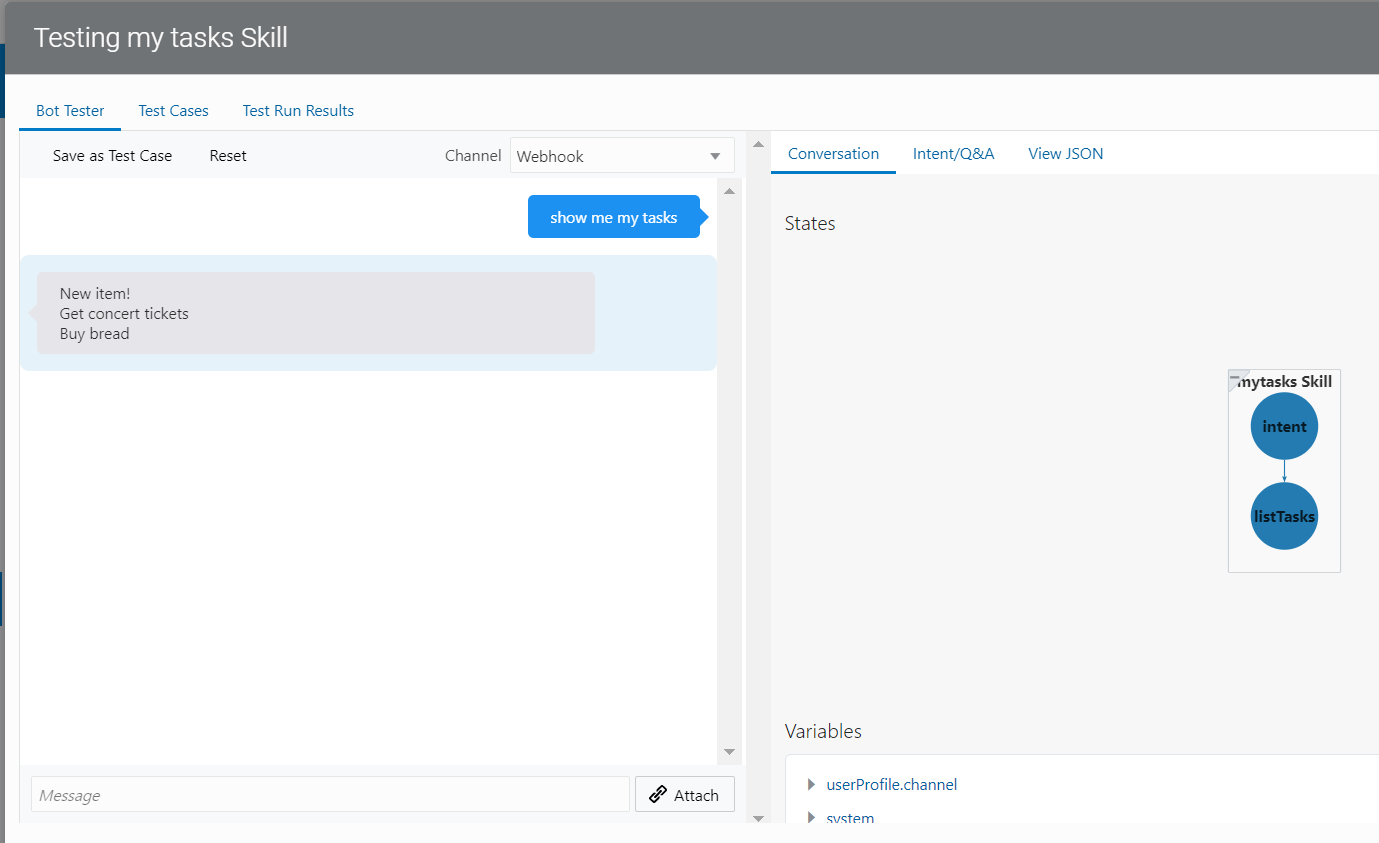 Testing my tasks Skill
Bot Tester Test Cases Test Run Results
Save as Test Case Reset Channel Webhook
show me my tasks
New item!
Get concert tickets
Buy bread
Message Attach
Conversation Intent/Q&A View JSON
States
mytasks Skill
intent
listTasks
Variables
userProfile.channel
system